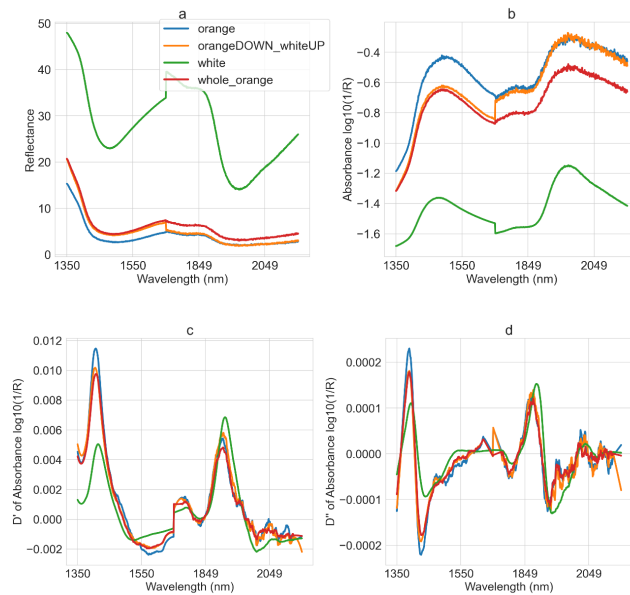 a
50
40
30
20
10
0
Reflectance
1350
1550
1849
2049
Wavelength (nm)
orange
orangeDOWN_whiteUP
white
whole_orange
b
−0.4
−0.6
−0.8
−1.0
−1.2
−1.4
−1.6
Absorbance log10(1/R)
1350
1550
1849
2049
Wavelength (nm)
c
0.012
0.010
0.008
0.006
0.004
0.002
0.000
−0.002
D' of Absorbance log10(1/R)
1350
1550
1849
2049
Wavelength (nm)
d
0.0002
0.0001
0.0000
−0.0001
−0.0002
D" of Absorbance log10(1/R)
1350
1550
1849
2049
Wavelength (nm)